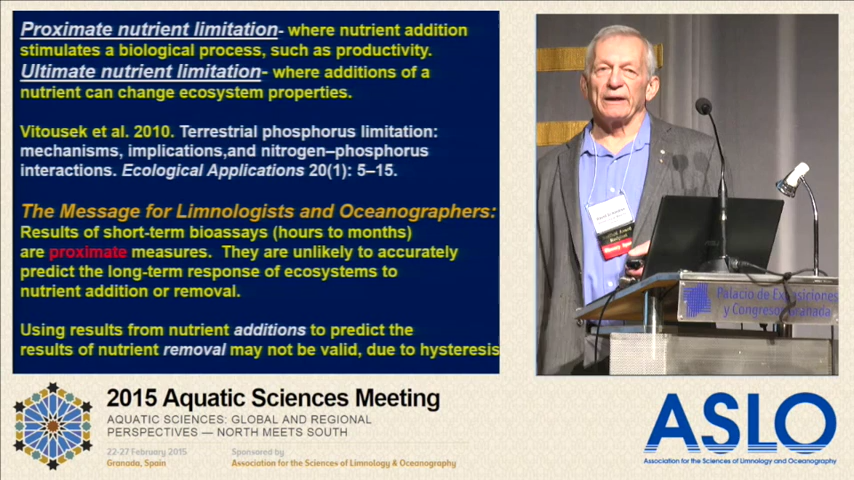 Proximate nutrient limitation- where nutrient addition
stimulates a biological process, such as productivity.
Ultimate nutrient limitation- where additions of a
nutrient can change ecosystem properties.
Vitousek et al. 2010. Terrestrial phosphorus limitation:
mechanisms, implications,and nitrogen–phosphorus
interactions. Ecological Applications 20(1): 5–15.
The Message for Limnologists and Oceanographers:
Results of short-term bioassays (hours to months)
are proximate measures. They are unlikely to accurately
predict the long-term response of ecosystems to
nutrient addition or removal.
Using results from nutrient additions to predict the
results of nutrient removal may not be valid, due to hysteresis
Palacio de Exposiciones
y Congresos Granada
2015 Aquatic Sciences Meeting
AQUATIC SCIENCES: GLOBAL AND REGIONAL
PERSPECTIVES — NORTH MEETS SOUTH
22-27 February 2015
Granada, Spain
Sponsored by
Association for the Sciences of Limnology & Oceanography
ASLO
Association for the Sciences of Limnology and Oceanography